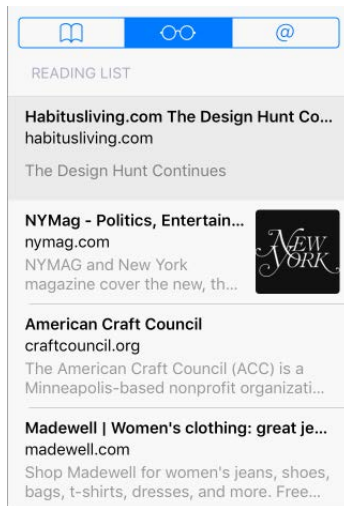 @
READING LIST
Habitusliving.com The Design Hunt Co...
habitusliving.com
The Design Hunt Continues
NYMag - Politics, Entertain...
nymag.com
NYMAG and New York
magazine cover the new, th...
NEW
YORK
American Craft Council
craftcouncil.org
The American Craft Council (ACC) is a
Minneapolis-based nonprofit organizati...
Madewell | Women's clothing: great je...
madewell.com
Shop Madewell for women's jeans, shoes,
bags, t-shirts, dresses, and more. Free...